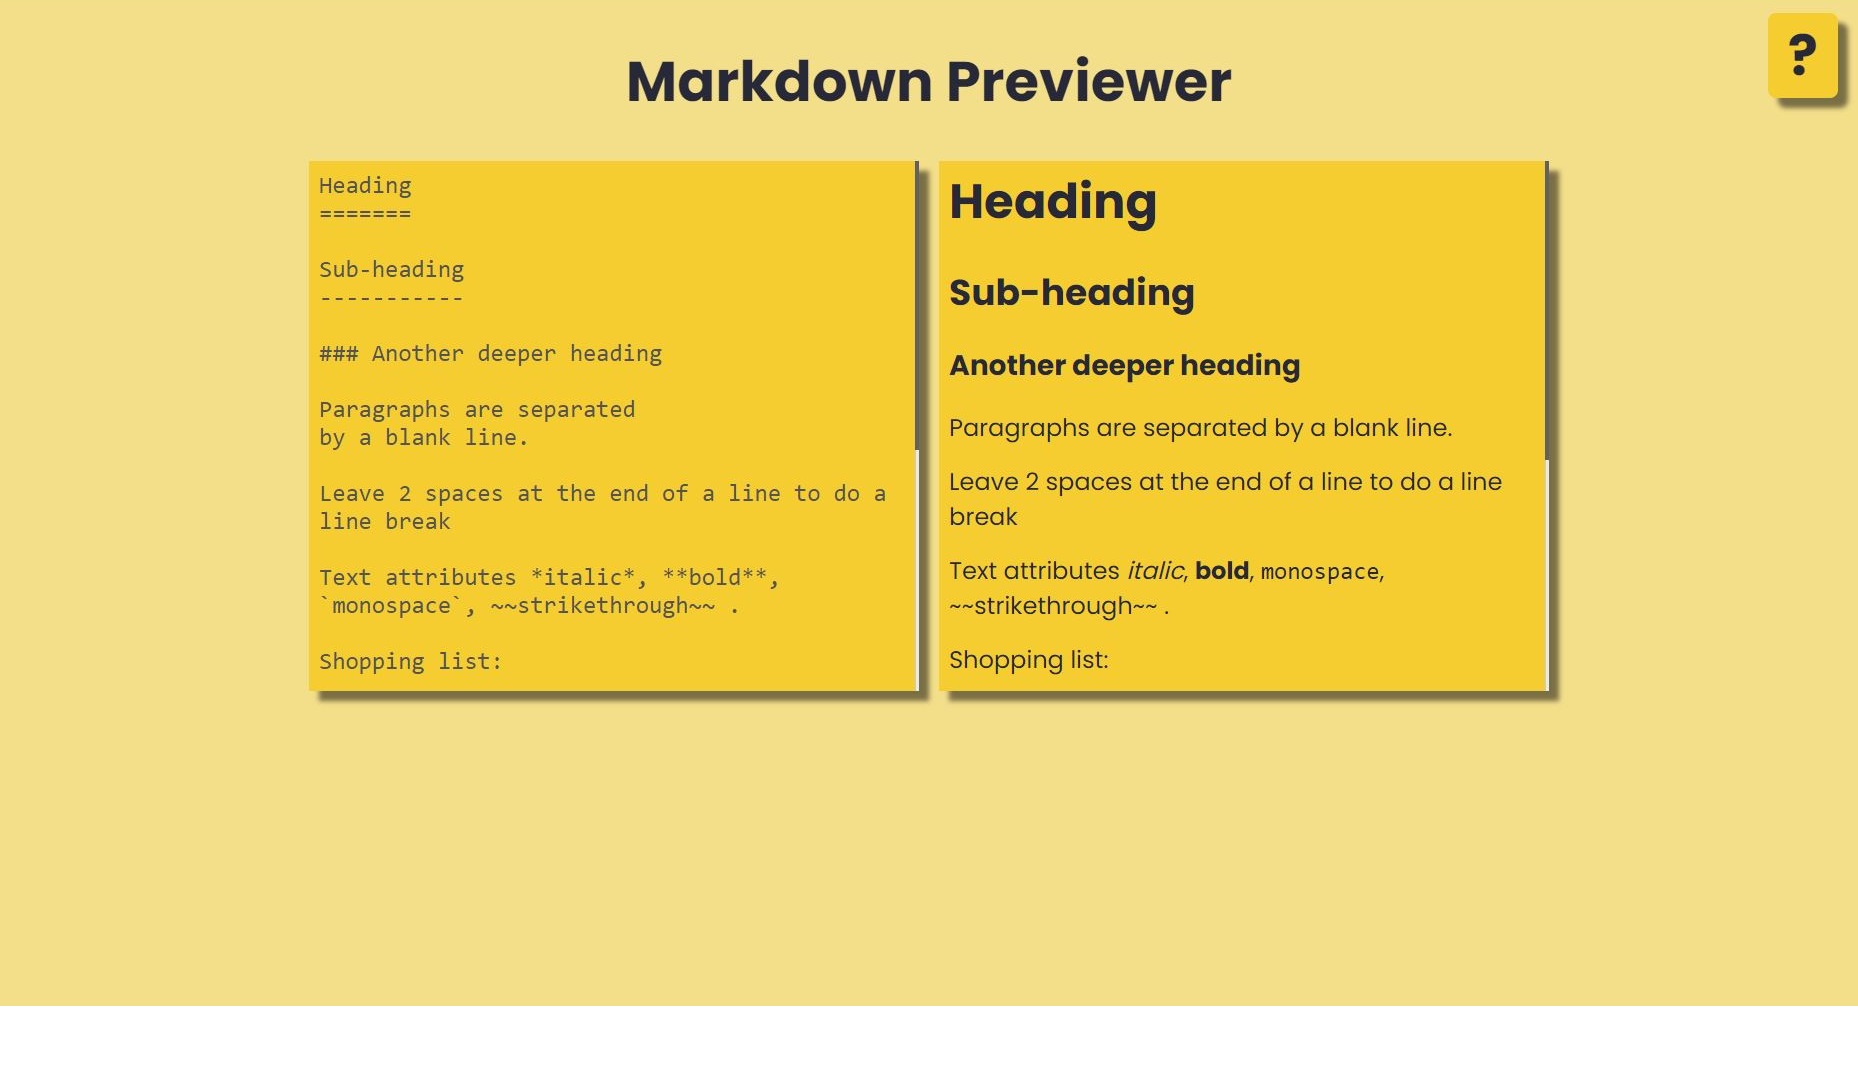 Markdown Previewer
?
Heading
=======
Sub-heading
-----------
### Another deeper heading
Paragraphs are separated
by a blank line.
Leave 2 spaces at the end of a line to do a
line break
Text attributes *italic*, **bold**,
`monospace`, ~~strikethrough~~ .
Shopping list:
Heading
Sub-heading
Another deeper heading
Paragraphs are separated by a blank line.
Leave 2 spaces at the end of a line to do a line
break
Text attributes italic, bold, monospace,
~~strikethrough~~ .
Shopping list: